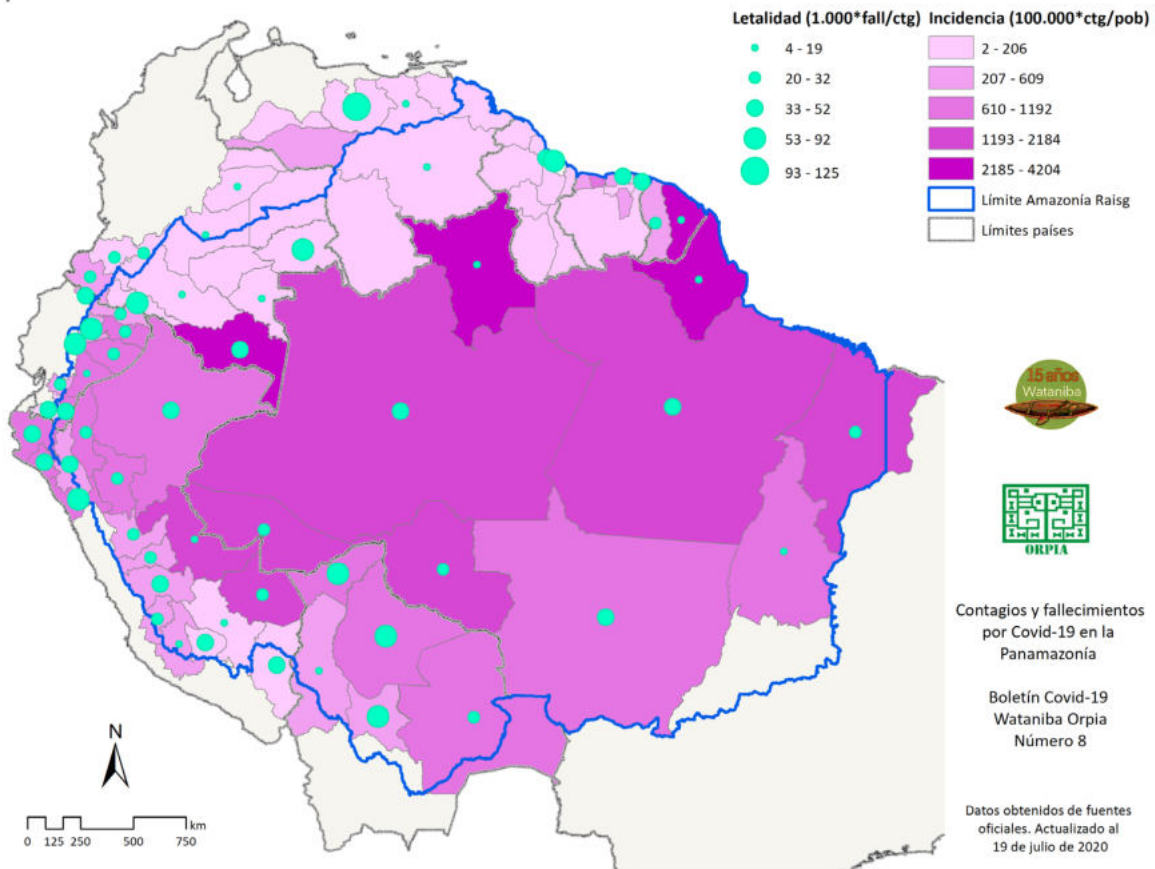 Letalidad (1.000*fall/ctg)
4 - 19
20 - 32
33 - 52
53 - 92
93 - 125
Incidencia (100.000*ctg/pob)
2 - 206
207 - 609
610 - 1192
1193 - 2184
2185 - 4204
Límite Amazonía Raisg
Límites países
15 años
Wataniba
ORPIA
Contagios y fallecimientos
por Covid-19 en la
Panamazonía
Boletín Covid-19
Wataniba Orpia
Número 8
Datos obtenidos de fuentes
oficiales. Actualizado al
19 de julio de 2020
N
km
0 125 250 500 750